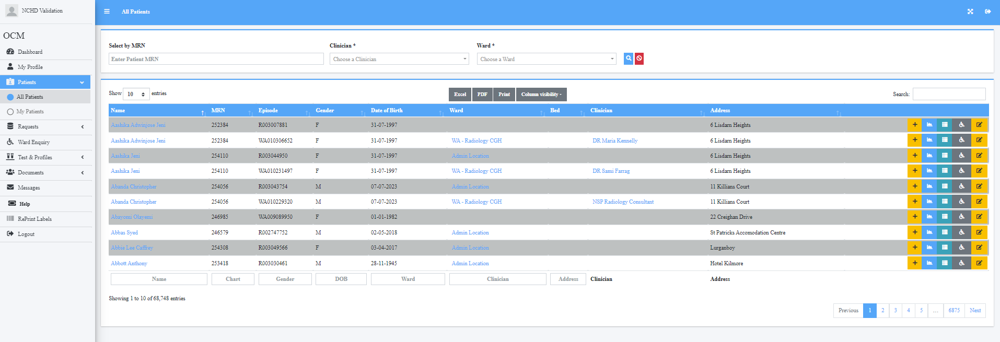 NCHD Validation
OCM
Dashboard
My Profile
Patients
All Patients
My Patients
Requests
Ward Enquiry
Test & Profiles
Documents
Messages
Help
RePrint Labels
Logout
All Patients
Select by MRN Clinician * Ward *
Enter Patient MRN Choose a Clinician Choose a Ward
Show 10 entries Excel PDF Print Column visibility Search:
Name MRN Episode Gender Date of Birth Ward Bed Clinician Address
Aashika Adwinjose Jeni 252384 R003007881 F 31-07-1997 6 Lisdarn Heights
Aashika Adwinjose Jeni 252384 WA010306652 F 31-07-1997 WA - Radiology CGH DR Maria Kennelly 6 Lisdarn Heights
Aashika Jeni 254110 R003044950 F 31-07-1997 Admin Location 6 Lisdarn Heights
Aashika Jeni 254110 WA010231497 F 31-07-1997 WA - Radiology CGH DR Sami Farrag 6 Lisdarn Heights
Abanda Christopher 254056 R003043754 M 07-07-2023 Admin Location 11 Killians Court
Abanda Christopher 254056 WA010229320 M 07-07-2023 WA - Radiology CGH NSP Radiology Consultant 11 Killians Court
Abayomi Olayemi 246985 WA009089950 F 01-01-1982 22 Creighan Drive
Abbas Syed 246579 R002747752 M 02-05-2018 Admin Location St Patricks Accomodation Centre
Abbie Lee Caffrey 254308 R003049566 F 03-04-2017 Admin Location Lurganboy
Abbott Anthony 253418 R003030461 M 28-11-1945 Admin Location Hotel Kilmore
Name Chart Gender DOB Ward Clinician Address Clinician Address
Showing 1 to 10 of 68,748 entries
Previous 1 2 3 4 5 … 6875 Next